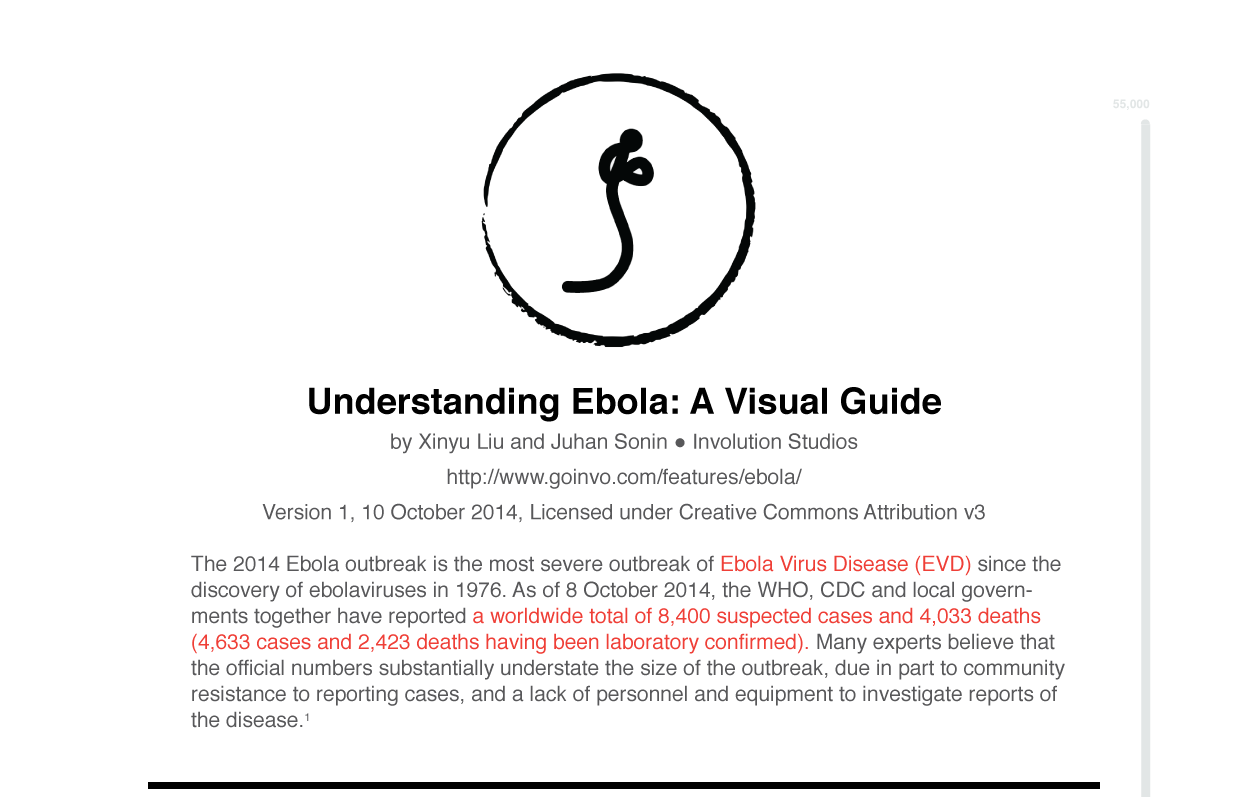 55,000
Understanding Ebola: A Visual Guide
by Xinyu Liu and Juhan Sonin ● Involution Studios
http://www.goinvo.com/features/ebola/
Version 1, 10 October 2014, Licensed under Creative Commons Attribution v3
The 2014 Ebola outbreak is the most severe outbreak of Ebola Virus Disease (EVD) since the
discovery of ebolaviruses in 1976. As of 8 October 2014, the WHO, CDC and local govern-
ments together have reported a worldwide total of 8,400 suspected cases and 4,033 deaths
(4,633 cases and 2,423 deaths having been laboratory confirmed). Many experts believe that
the official numbers substantially understate the size of the outbreak, due in part to community
resistance to reporting cases, and a lack of personnel and equipment to investigate reports of
the disease.¹